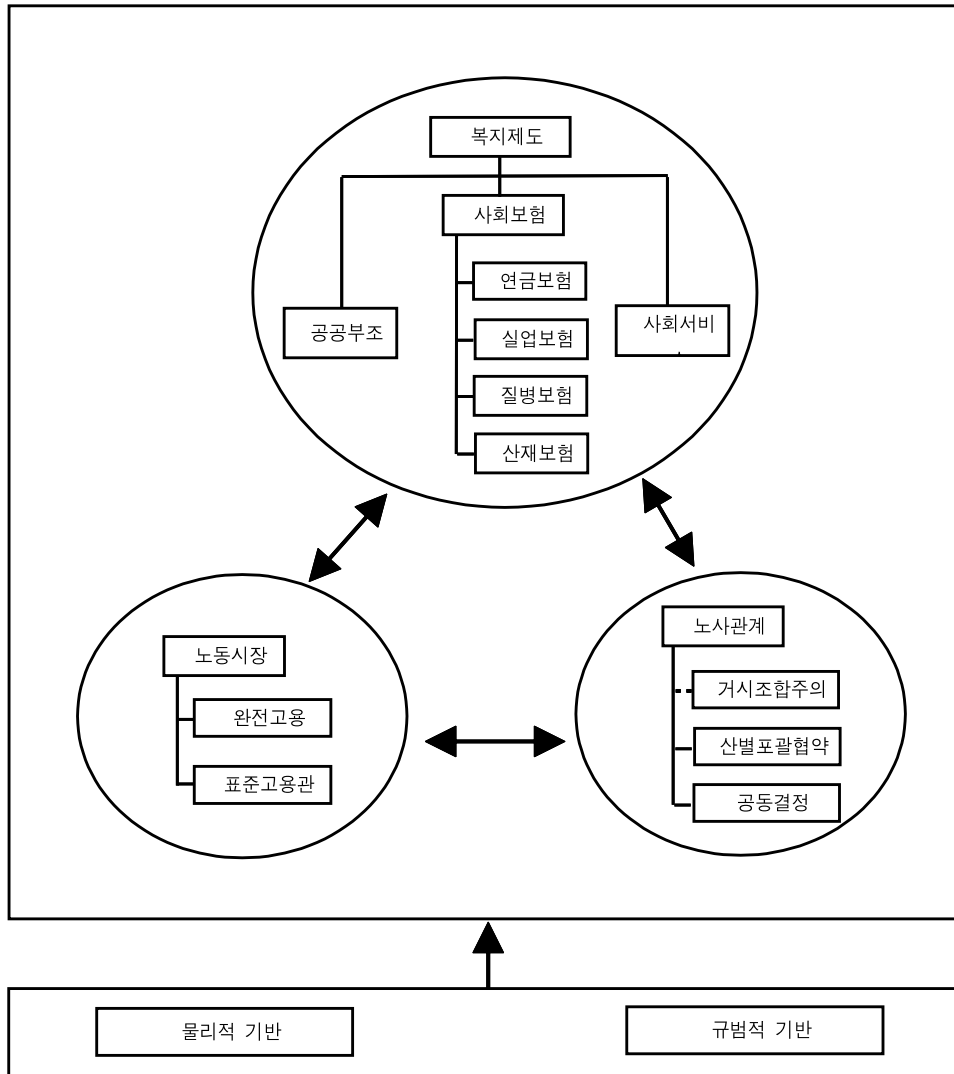 복지제도
사회보험
연금보험
공공부조
사회서비
실업보험
질병보험
산재보험
노동시장
완전고용
표준고용관
노사관계
거시조합주의
산별포괄협약
공동결정
물리적 기반
규범적 기반